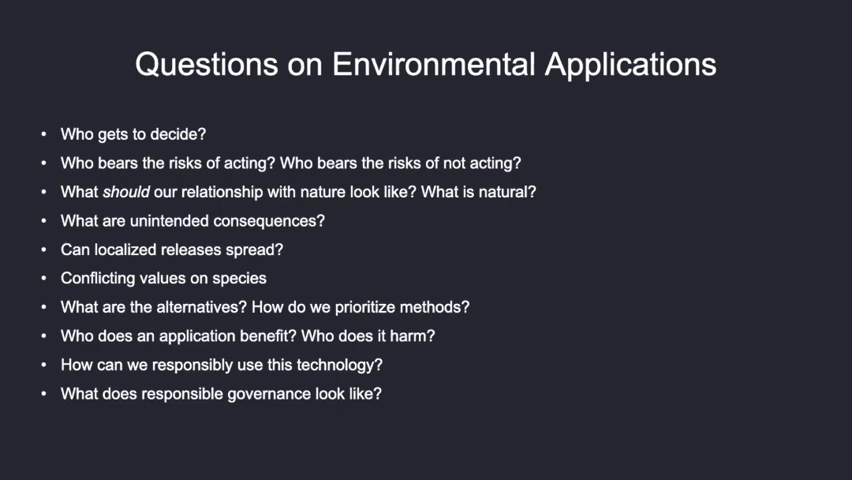 Questions on Environmental Applications
• Who gets to decide?
• Who bears the risks of acting? Who bears the risks of not acting?
• What should our relationship with nature look like? What is natural?
• What are unintended consequences?
• Can localized releases spread?
• Conflicting values on species
• What are the alternatives? How do we prioritize methods?
• Who does an application benefit? Who does it harm?
• How can we responsibly use this technology?
• What does responsible governance look like?